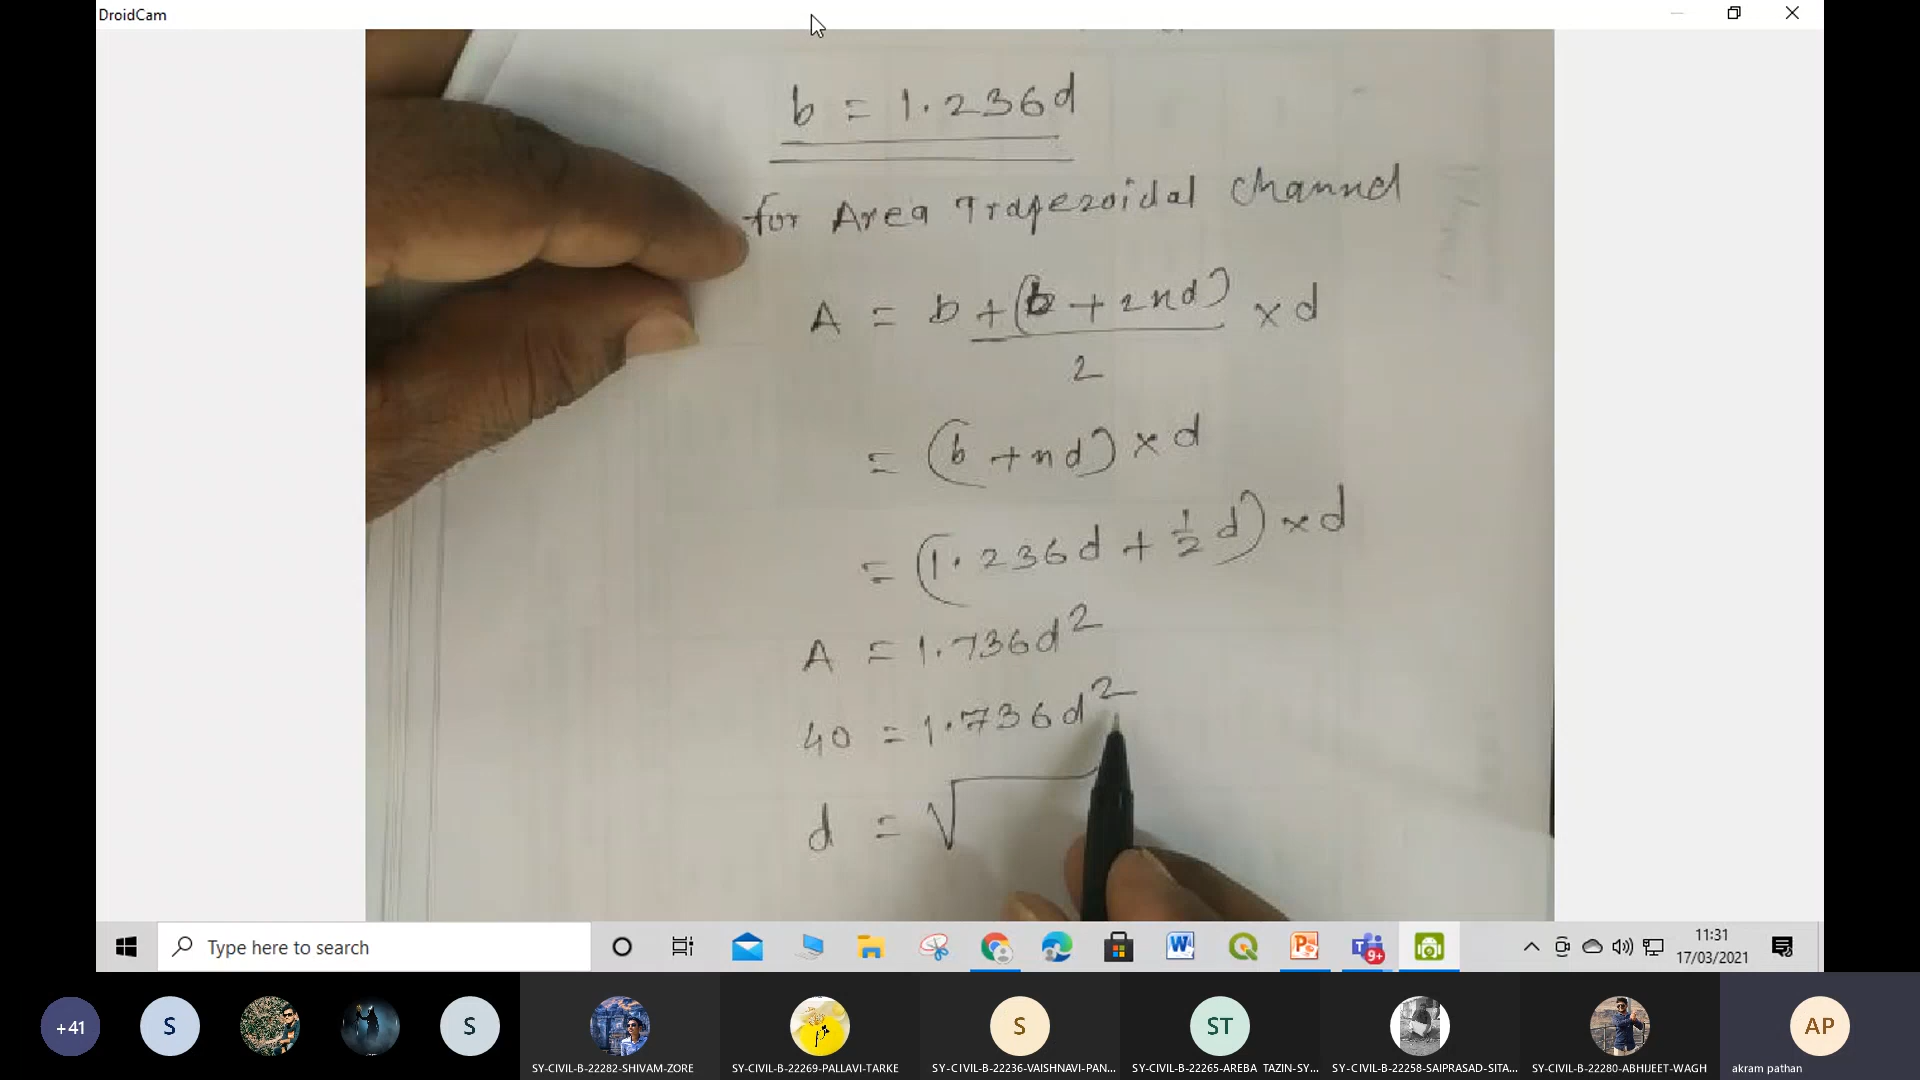 DroidCam
b = 1.236d
for Area Trapezoidal Channel
A = b + (b + 2nd) × d
2
= (b + nd) × d
= (1.236d + 1/2 d) × d
A = 1.736d²
40 = 1.736d²
d = √
Type here to search
9+
11:31
17/03/2021
+41
S
S
S
ST
AP
SY-CIVIL-B-22282-SHIVAM-ZORE
SY-CIVIL-B-22269-PALLAVI-TARKE
SY-CIVIL-B-22236-VAISHNAVI-PAN...
SY-CIVIL-B-22265-AREBA TAZIN-SY...
SY-CIVIL-B-22258-SAIPRASAD-SITA...
SY-CIVIL-B-22280-ABHIJEET-WAGH
akram pathan